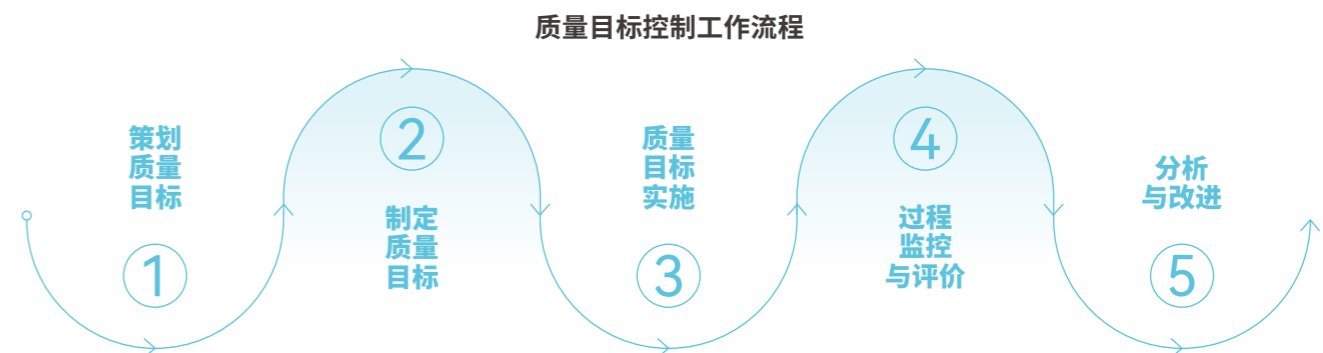 质量目标控制工作流程
策划
质量
目标
1
2
制定
质量
目标
质量
目标
实施
3
4
过程
监控
与评价
分析
与改进
5